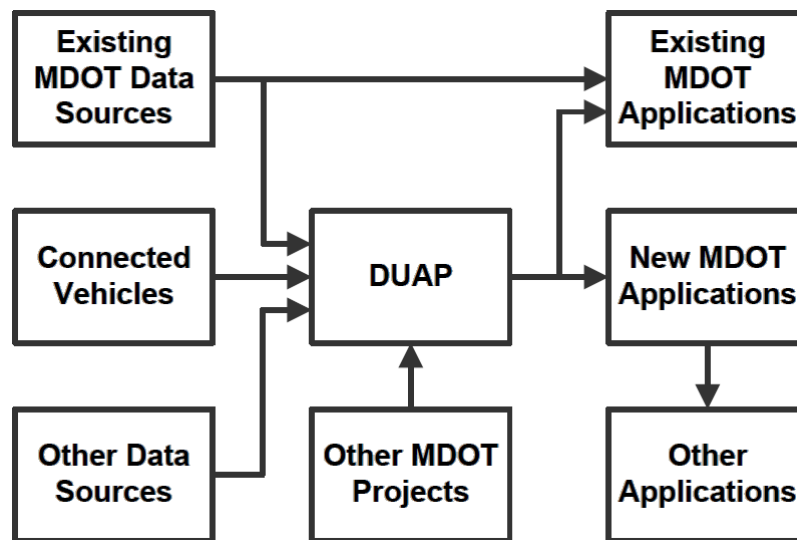 Existing
MDOT Data
Sources
Existing
MDOT
Applications
Connected
Vehicles
DUAP
New MDOT
Applications
Other Data
Sources
Other MDOT
Projects
Other
Applications